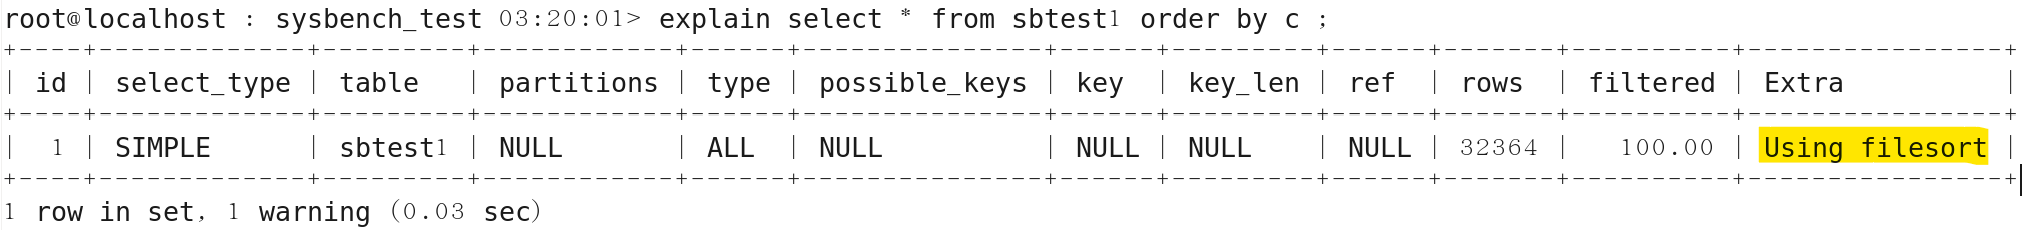 root@localhost : sysbench_test 03:20:01> explain select * from sbtest1 order by c ;
+----+-------------+---------+------------+------+---------------+------+---------+------+-------+----------+----------------+
| id | select_type | table   | partitions | type | possible_keys | key  | key_len | ref  | rows  | filtered | Extra          |
+----+-------------+---------+------------+------+---------------+------+---------+------+-------+----------+----------------+
|  1 | SIMPLE      | sbtest1 | NULL       | ALL  | NULL          | NULL | NULL    | NULL | 32364 |   100.00 | Using filesort |
+----+-------------+---------+------------+------+---------------+------+---------+------+-------+----------+----------------+
1 row in set, 1 warning (0.03 sec)